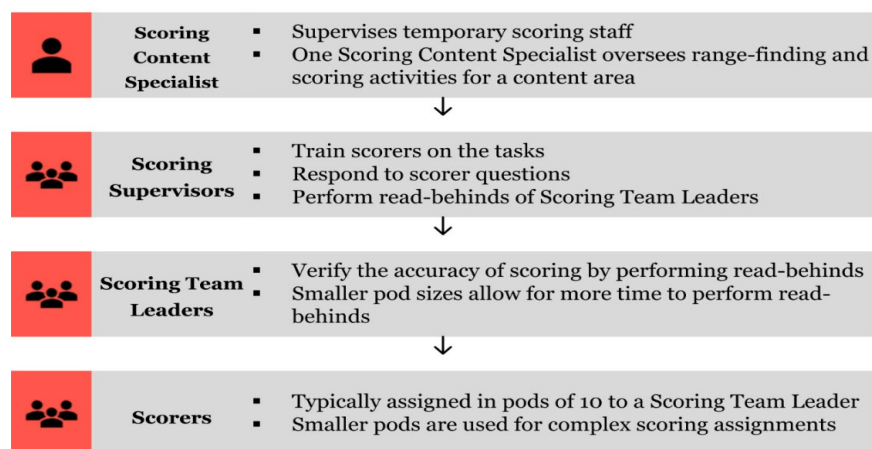 Scoring
Content
Specialist
▪ Supervises temporary scoring staff
▪ One Scoring Content Specialist oversees range-finding and
scoring activities for a content area
Scoring
Supervisors
▪ Train scorers on the tasks
▪ Respond to scorer questions
▪ Perform read-behinds of Scoring Team Leaders
Scoring Team
Leaders
▪ Verify the accuracy of scoring by performing read-behinds
▪ Smaller pod sizes allow for more time to perform read-
behinds
Scorers
▪ Typically assigned in pods of 10 to a Scoring Team Leader
▪ Smaller pods are used for complex scoring assignments